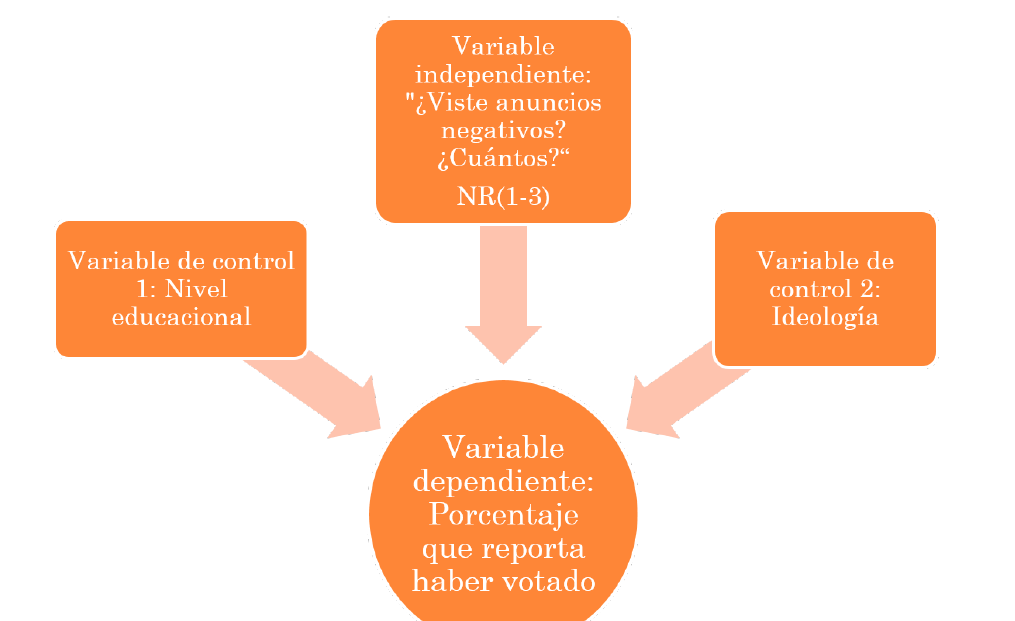 Variable
independiente:
"¿Viste anuncios
negativos?
¿Cuántos?“
NR(1-3)
Variable de control
1: Nivel
educacional
Variable de
control 2:
Ideología
Variable
dependiente:
Porcentaje
que reporta
haber votado